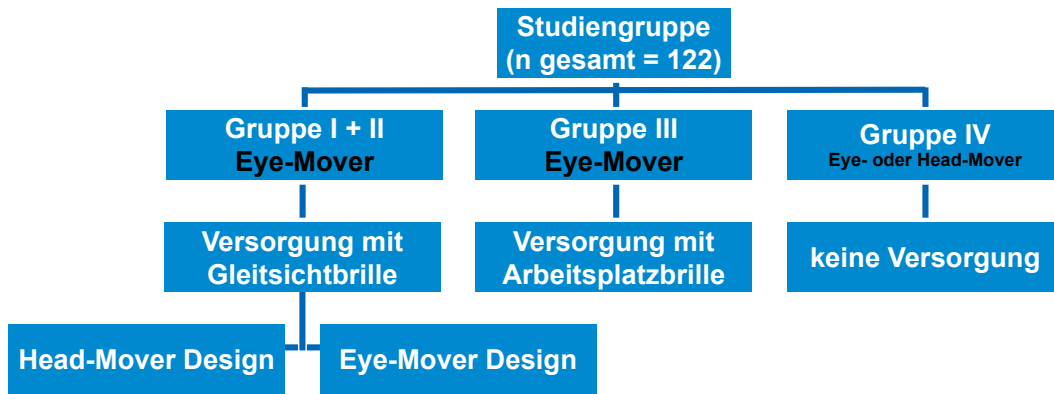 Studiengruppe
(n gesamt = 122)
Gruppe I + II
Eye-Mover
Gruppe III
Eye-Mover
Gruppe IV
Eye- oder Head-Mover
Versorgung mit
Gleitsichtbrille
Versorgung mit
Arbeitsplatzbrille
keine Versorgung
Head-Mover Design
Eye-Mover Design